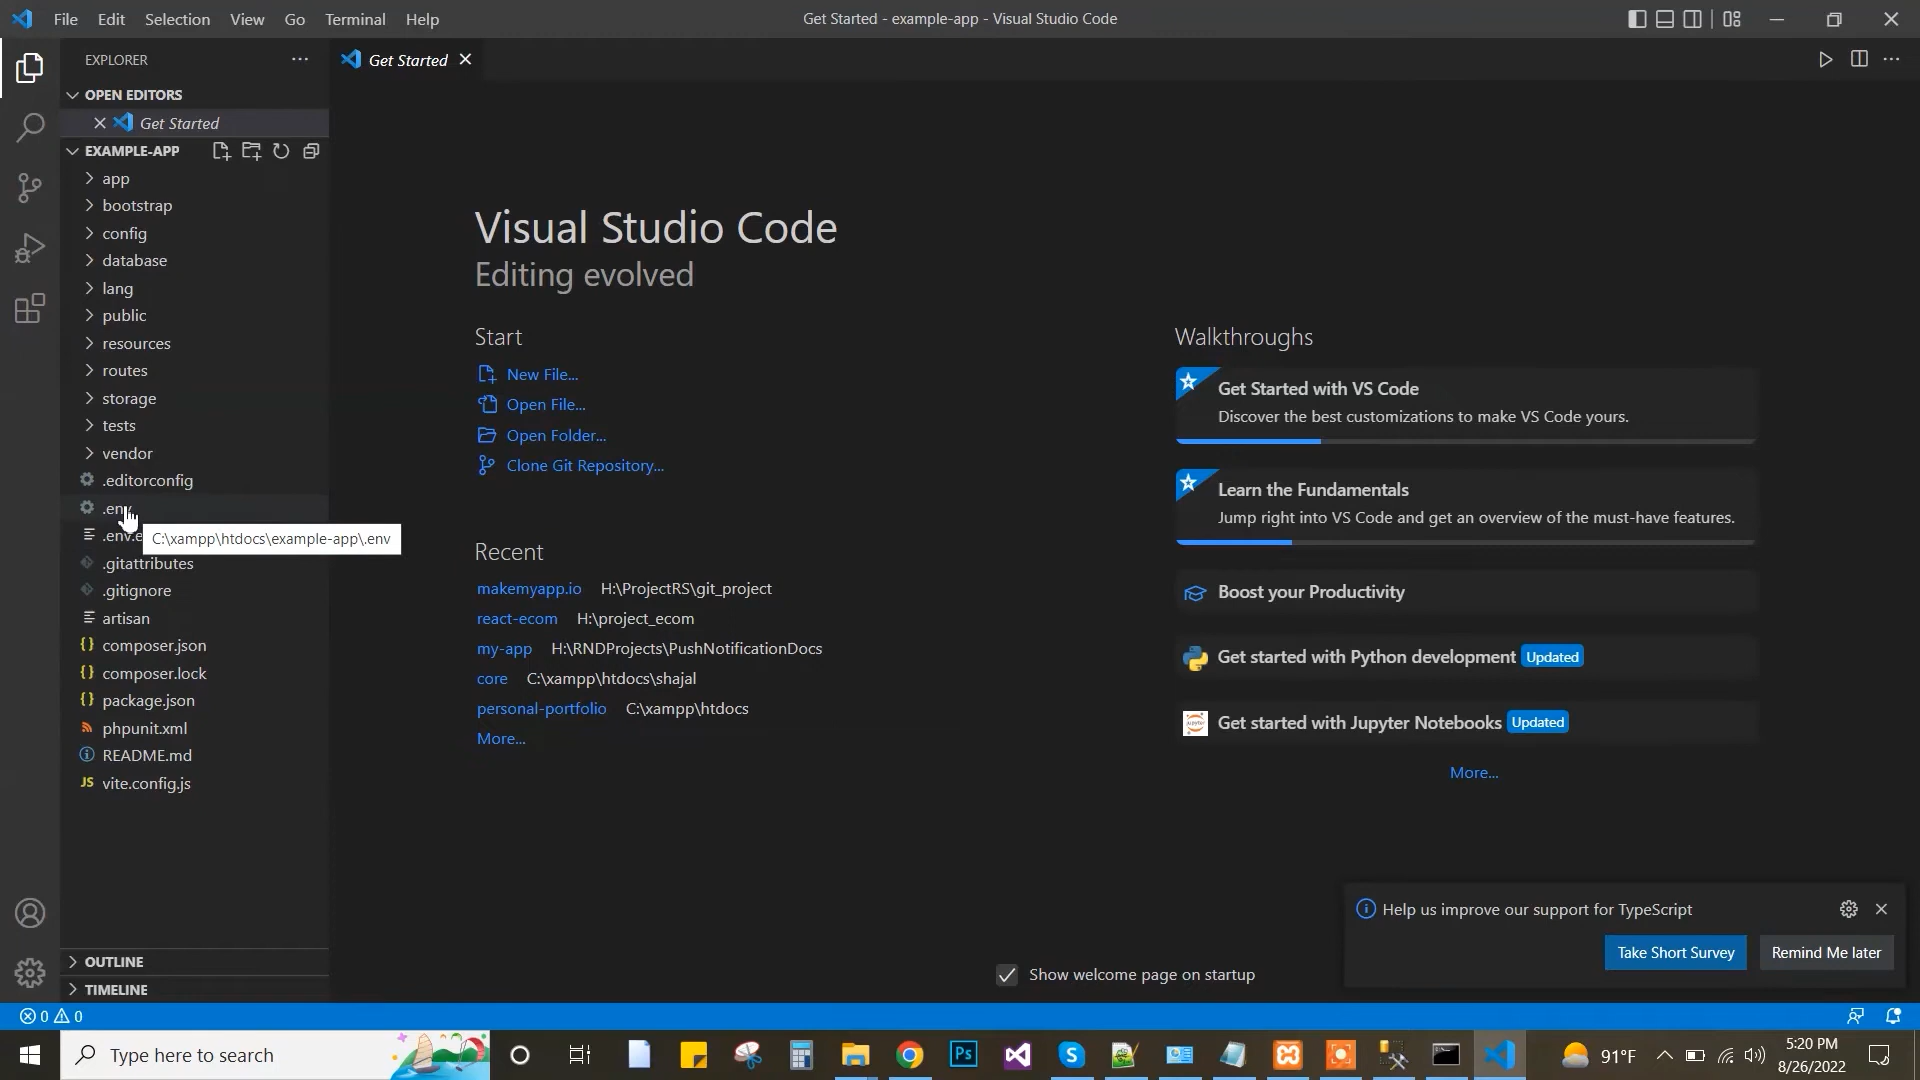 File Edit Selection View Go Terminal Help
Get Started - example-app - Visual Studio Code
EXPLORER
Get Started
OPEN EDITORS
Get Started
EXAMPLE-APP
app
bootstrap
config
database
lang
public
resources
routes
storage
tests
vendor
.editorconfig
.env
C:\xampp\htdocs\example-app\.env
.gitattributes
.gitignore
artisan
composer.json
composer.lock
package.json
phpunit.xml
README.md
JS vite.config.js
OUTLINE
TIMELINE
Visual Studio Code
Editing evolved
Start
New File...
Open File...
Open Folder...
Clone Git Repository...
Recent
makemyapp.io H:\ProjectRS\git_project
react-ecom H:\project_ecom
my-app H:\RNDProjects\PushNotificationDocs
core C:\xampp\htdocs\shajal
personal-portfolio C:\xampp\htdocs
More...
Walkthroughs
Get Started with VS Code
Discover the best customizations to make VS Code yours.
Learn the Fundamentals
Jump right into VS Code and get an overview of the must-have features.
Boost your Productivity
Get started with Python development Updated
Get started with Jupyter Notebooks Updated
More...
Help us improve our support for TypeScript
Take Short Survey Remind Me later
Show welcome page on startup
0 0
Type here to search
Ps
91°F
5:20 PM
8/26/2022